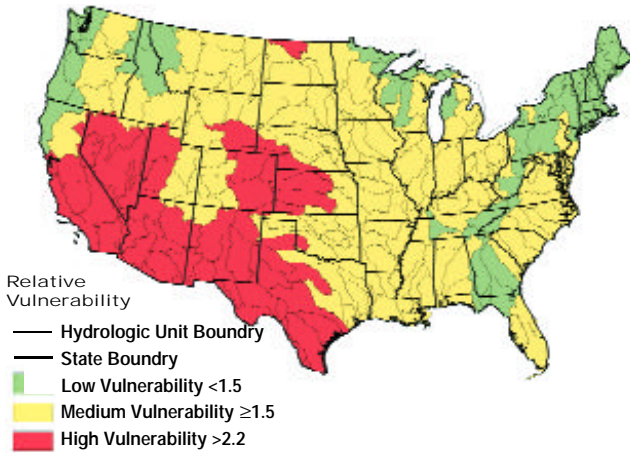 Relative
Vulnerability
Hydrologic Unit Boundry
State Boundry
Low Vulnerability <1.5
Medium Vulnerability ≥1.5
High Vulnerability >2.2